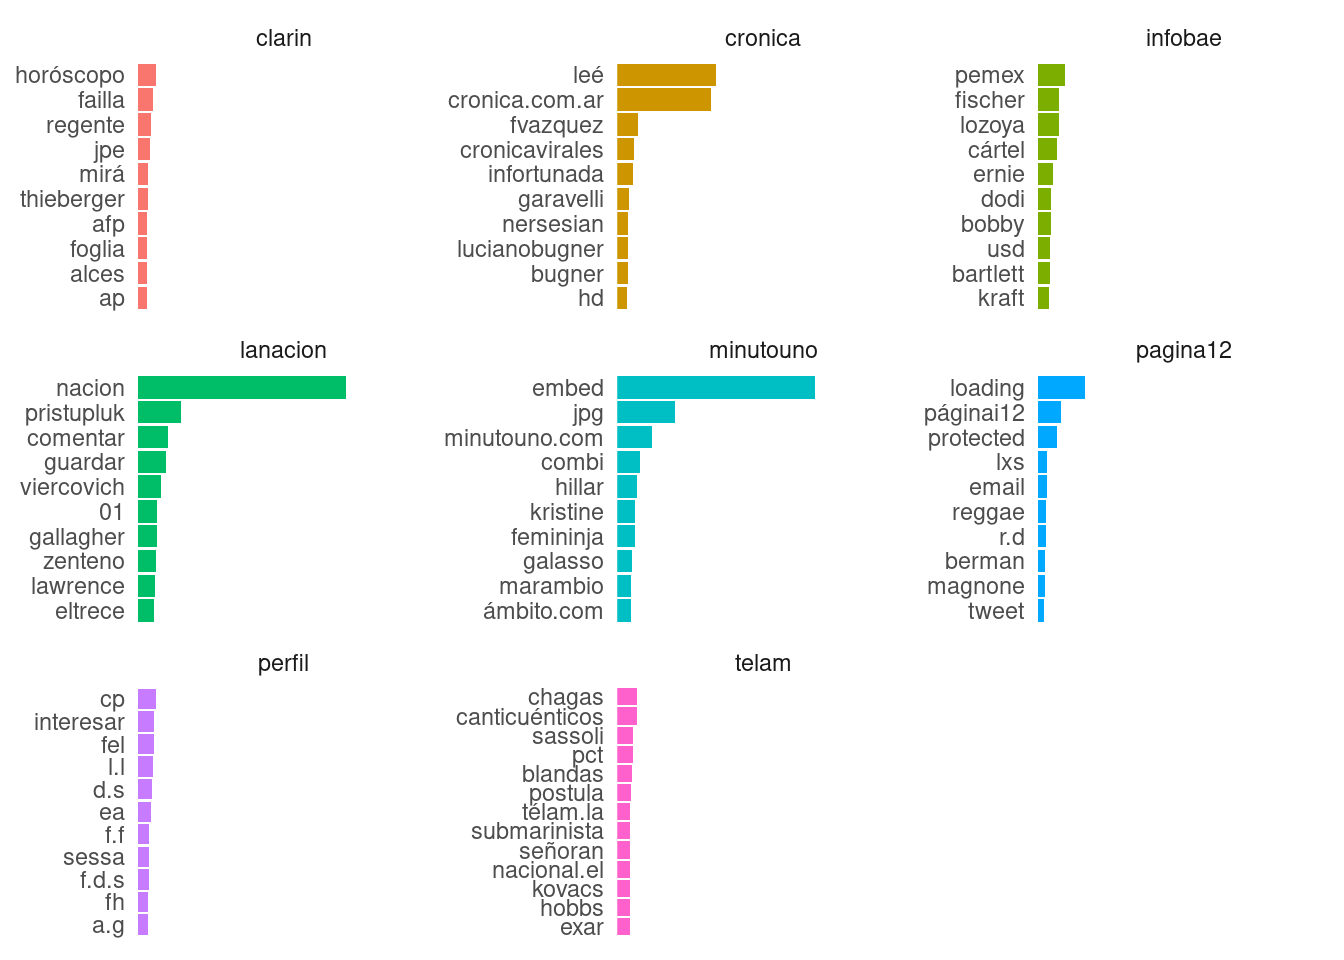 clarin
horóscopo
failla
regente
jpe
mirá
thieberger
afp
foglia
alces
ap
cronica
leé
cronica.com.ar
fvazquez
cronicavirales
infortunada
garavelli
nersesian
lucianobugner
bugner
hd
infobae
pemex
fischer
lozoya
cártel
ernie
dodi
bobby
usd
bartlett
kraft
lanacion
nacion
pristupluk
comentar
guardar
viercovich
01
gallagher
zenteno
lawrence
eltrece
minutouno
embed
jpg
minutouno.com
combi
hillar
kristine
femininja
galasso
marambio
ámbito.com
pagina12
loading
páginai12
protected
lxs
email
reggae
r.d
berman
magnone
tweet
perfil
cp
interesar
fel
l.l
d.s
ea
f.f
sessa
f.d.s
fh
a.g
telam
chagas
canticuénticos
sassoli
pct
blandas
postula
télam.la
submarinista
señoran
nacional.el
kovacs
hobbs
exar